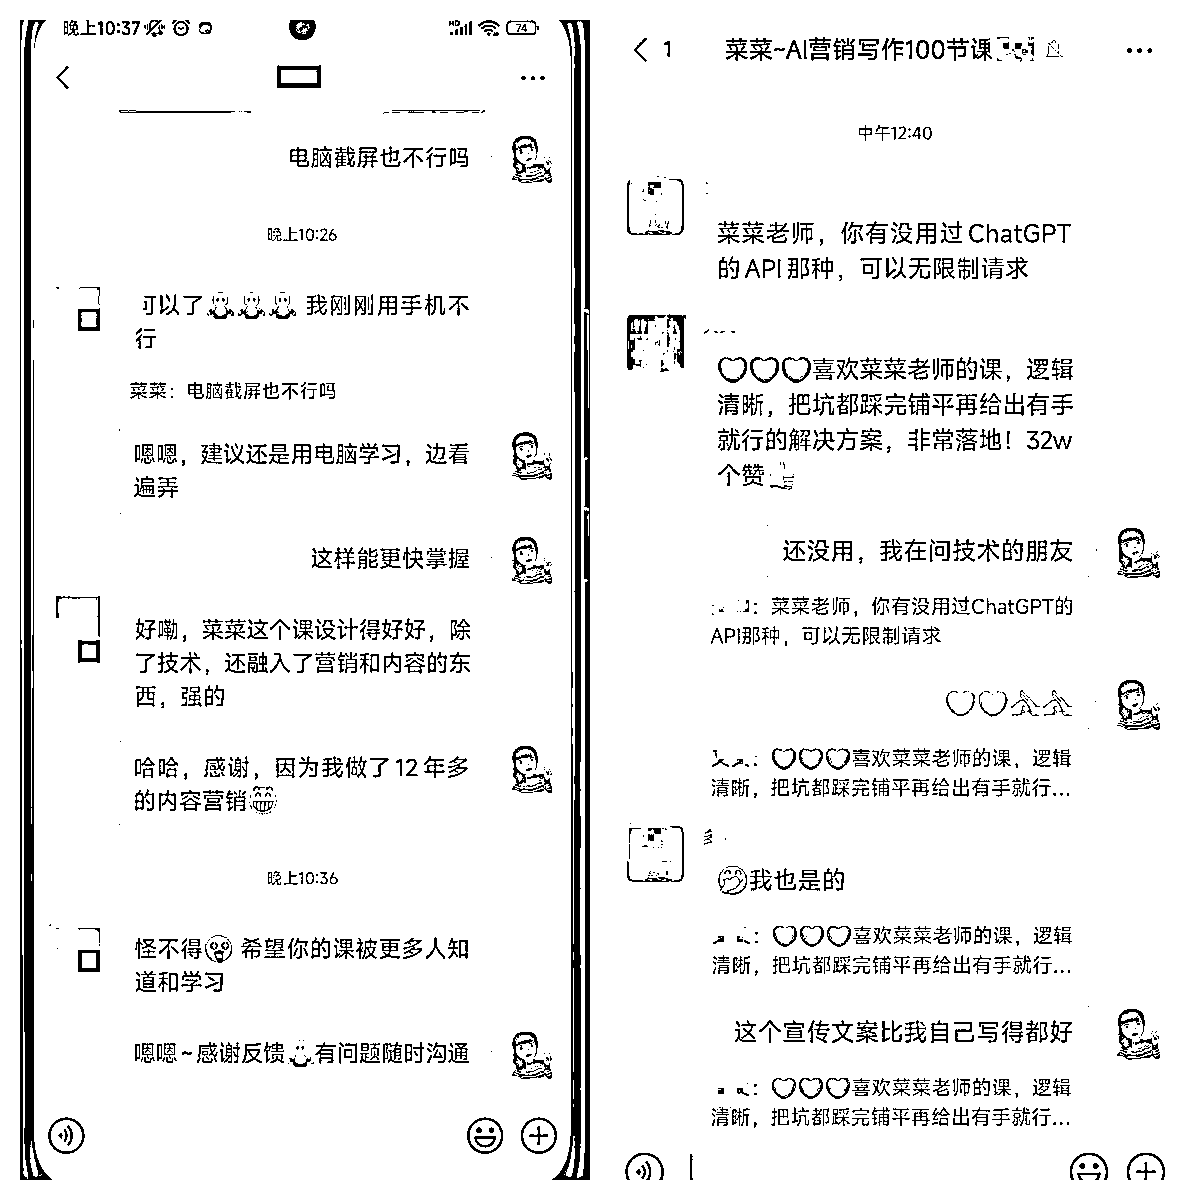 晚上10:37
74
电脑截屏也不行吗
晚上10:26
可以了 我刚刚用手机不
行
菜菜：电脑截屏也不行吗
嗯嗯，建议还是用电脑学习，边看
遍弄
这样能更快掌握
好嘞，菜菜这个课设计得好好，除
了技术，还融入了营销和内容的东
西，强的
哈哈，感谢，因为我做了12年多
的内容营销
晚上10:36
怪不得 希望你的课被更多人知
道和学习
嗯嗯~感谢反馈 有问题随时沟通
1
菜菜~AI营销写作100节课
中午12:40
菜菜老师，你有没用过ChatGPT
的API那种，可以无限制请求
喜欢菜菜老师的课，逻辑
清晰，把坑都踩完铺平再给出有手
就行的解决方案，非常落地！32w
个赞
还没用，我在问技术的朋友
：菜菜老师，你有没用过ChatGPT的
API那种，可以无限制请求
：喜欢菜菜老师的课，逻辑
清晰，把坑都踩完铺平再给出有手就行...
我也是的
：喜欢菜菜老师的课，逻辑
清晰，把坑都踩完铺平再给出有手就行...
这个宣传文案比我自己写得都好
：喜欢菜菜老师的课，逻辑
清晰，把坑都踩完铺平再给出有手就行...